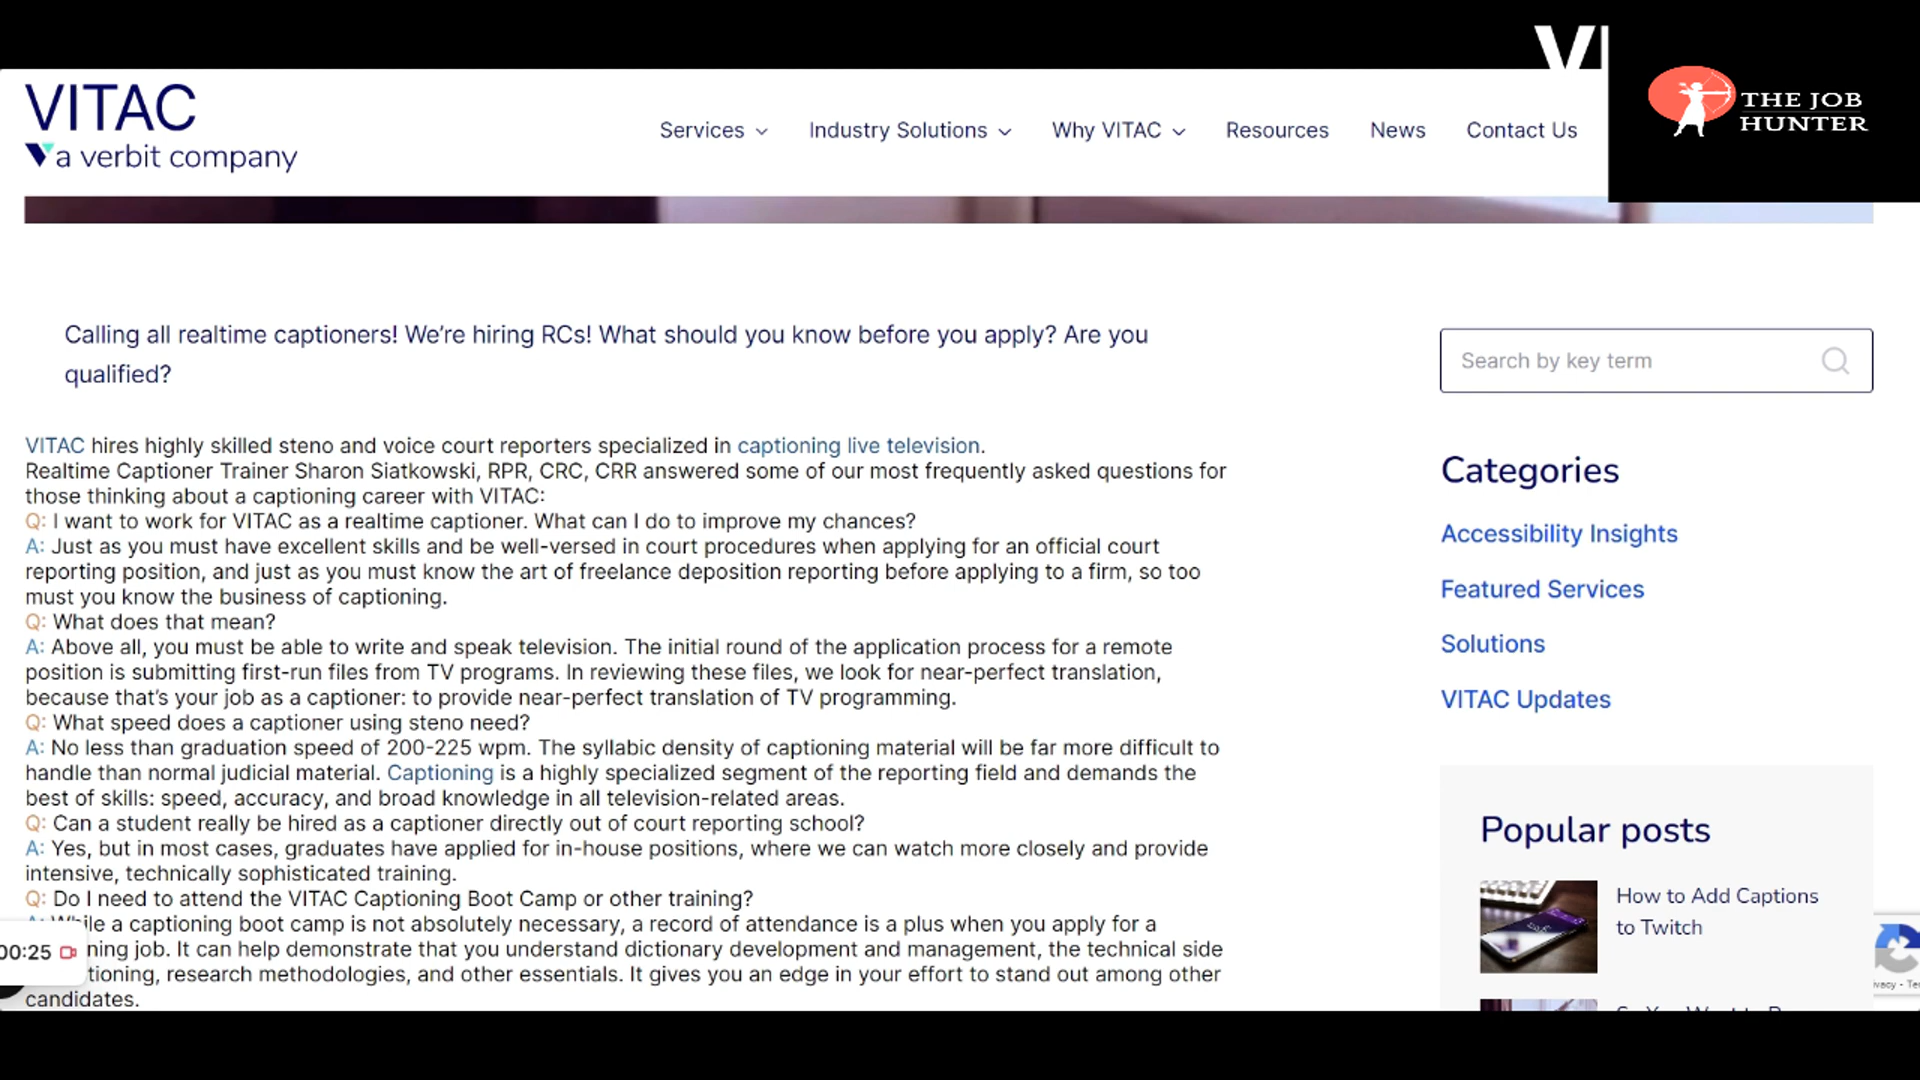 VI
VITAC
a verbit company
Services
Industry Solutions
Why VITAC
Resources
News
Contact Us
THE JOB
HUNTER
Calling all realtime captioners! We’re hiring RCs! What should you know before you apply? Are you
qualified?
Search by key term
VITAC hires highly skilled steno and voice court reporters specialized in captioning live television.
Realtime Captioner Trainer Sharon Siatkowski, RPR, CRC, CRR answered some of our most frequently asked questions for
those thinking about a captioning career with VITAC:
Q: I want to work for VITAC as a realtime captioner. What can I do to improve my chances?
A: Just as you must have excellent skills and be well-versed in court procedures when applying for an official court
reporting position, and just as you must know the art of freelance deposition reporting before applying to a firm, so too
must you know the business of captioning.
Q: What does that mean?
A: Above all, you must be able to write and speak television. The initial round of the application process for a remote
position is submitting first-run files from TV programs. In reviewing these files, we look for near-perfect translation,
because that’s your job as a captioner: to provide near-perfect translation of TV programming.
Q: What speed does a captioner using steno need?
A: No less than graduation speed of 200-225 wpm. The syllabic density of captioning material will be far more difficult to
handle than normal judicial material. Captioning is a highly specialized segment of the reporting field and demands the
best of skills: speed, accuracy, and broad knowledge in all television-related areas.
Q: Can a student really be hired as a captioner directly out of court reporting school?
A: Yes, but in most cases, graduates have applied for in-house positions, where we can watch more closely and provide
intensive, technically sophisticated training.
Q: Do I need to attend the VITAC Captioning Boot Camp or other training?
A: While a captioning boot camp is not absolutely necessary, a record of attendance is a plus when you apply for a
ning job. It can help demonstrate that you understand dictionary development and management, the technical side
tioning, research methodologies, and other essentials. It gives you an edge in your effort to stand out among other
candidates.
00:25
Categories
Accessibility Insights
Featured Services
Solutions
VITAC Updates
Popular posts
How to Add Captions
to Twitch